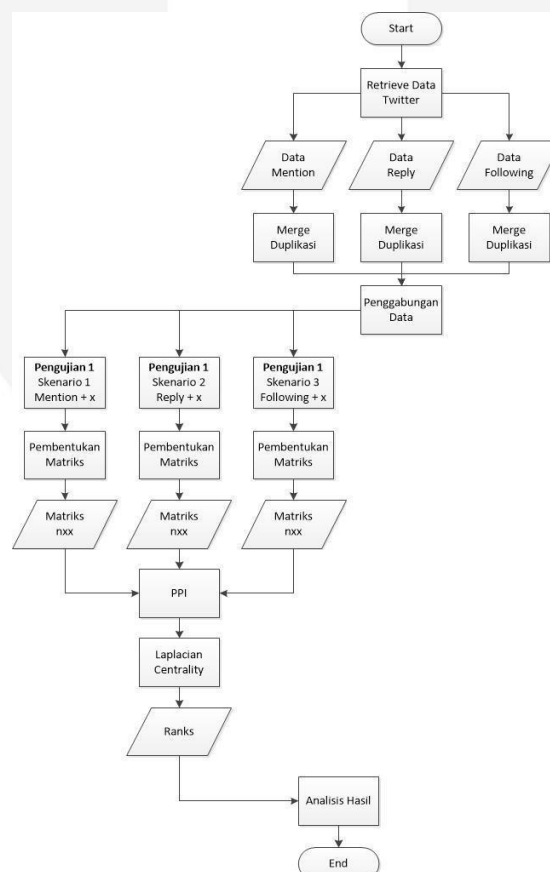 Start
Retrieve Data
Twitter
Data
Mention
Data
Reply
Data
Following
Merge
Duplikasi
Merge
Duplikasi
Merge
Duplikasi
Penggabungan
Data
Pengujian 1
Skenario 1
Mention + x
Pengujian 1
Skenario 2
Reply + x
Pengujian 1
Skenario 3
Following + x
Pembentukan
Matriks
Pembentukan
Matriks
Pembentukan
Matriks
Matriks
nxx
Matriks
nxx
Matriks
nxx
PPI
Laplacian
Centrality
Ranks
Analisis Hasil
End